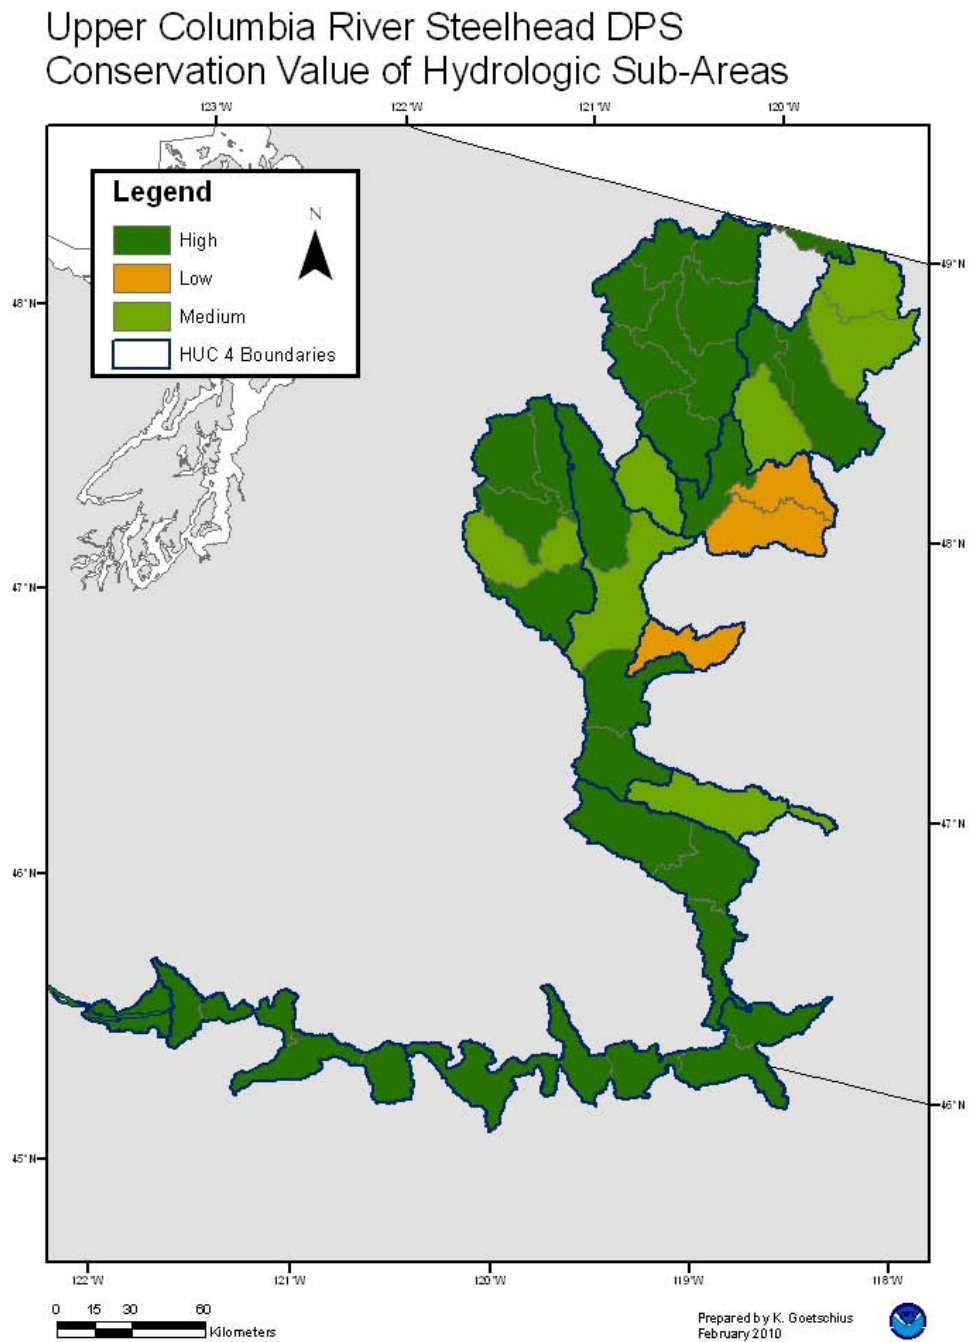 Upper Columbia River Steelhead DPS
Conservation Value of Hydrologic Sub-Areas
123°W 122°W 121°W 120°W
Legend
N
High
Low
Medium
HUC 4 Boundaries
49°N
48°N
48°N
47°N
47°N
46°N
46°N
45°N
122°W 121°W 120°W 119°W 118°W
0 15 30 60
Kilometers
Prepared by K. Goetschius
February 2010